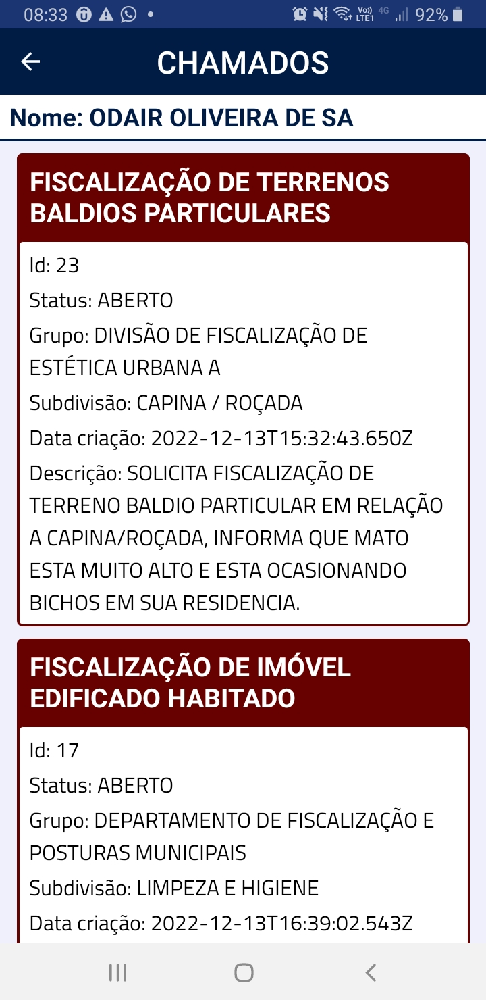 08:33 Vo)) LTE1 4G 92%
CHAMADOS
Nome: ODAIR OLIVEIRA DE SA
FISCALIZAÇÃO DE TERRENOS
BALDIOS PARTICULARES
Id: 23
Status: ABERTO
Grupo: DIVISÃO DE FISCALIZAÇÃO DE
ESTÉTICA URBANA A
Subdivisão: CAPINA / ROÇADA
Data criação: 2022-12-13T15:32:43.650Z
Descrição: SOLICITA FISCALIZAÇÃO DE
TERRENO BALDIO PARTICULAR EM RELAÇÃO
A CAPINA/ROÇADA, INFORMA QUE MATO
ESTA MUITO ALTO E ESTA OCASIONANDO
BICHOS EM SUA RESIDENCIA.
FISCALIZAÇÃO DE IMÓVEL
EDIFICADO HABITADO
Id: 17
Status: ABERTO
Grupo: DEPARTAMENTO DE FISCALIZAÇÃO E
POSTURAS MUNICIPAIS
Subdivisão: LIMPEZA E HIGIENE
Data criação: 2022-12-13T16:39:02.543Z